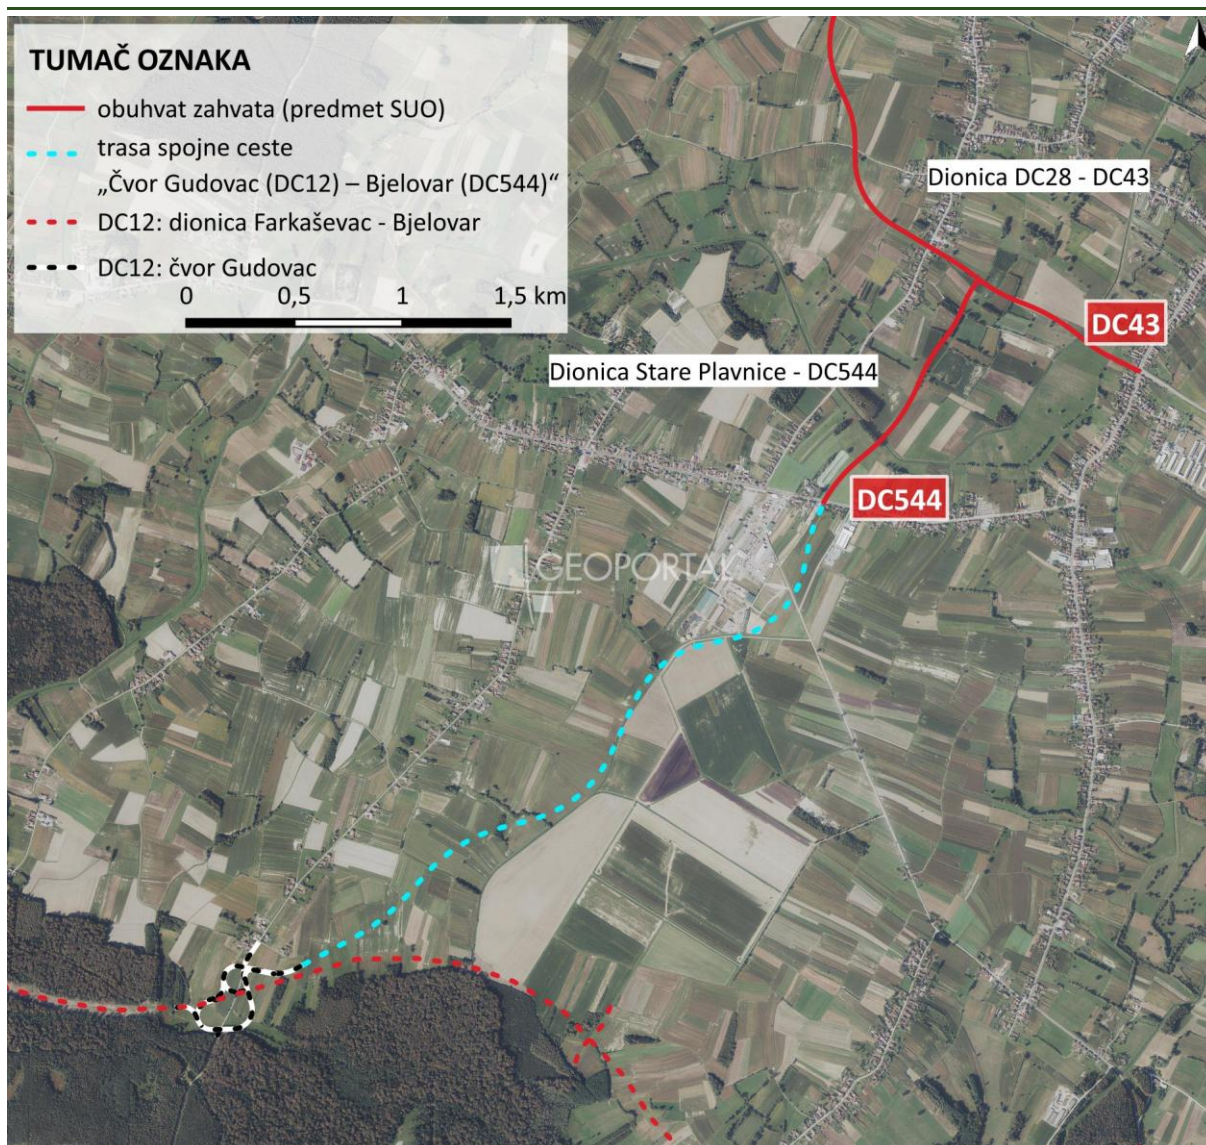 TUMAČ OZNAKA
obuhvat zahvata (predmet SUO)
trasa spojne ceste
„Čvor Gudovac (DC12) – Bjelovar (DC544)“
DC12: dionica Farkaševac - Bjelovar
DC12: čvor Gudovac
0 0,5 1 1,5 km
Dionica DC28 - DC43
DC43
Dionica Stare Plavnice - DC544
DC544
GEOPORTAL